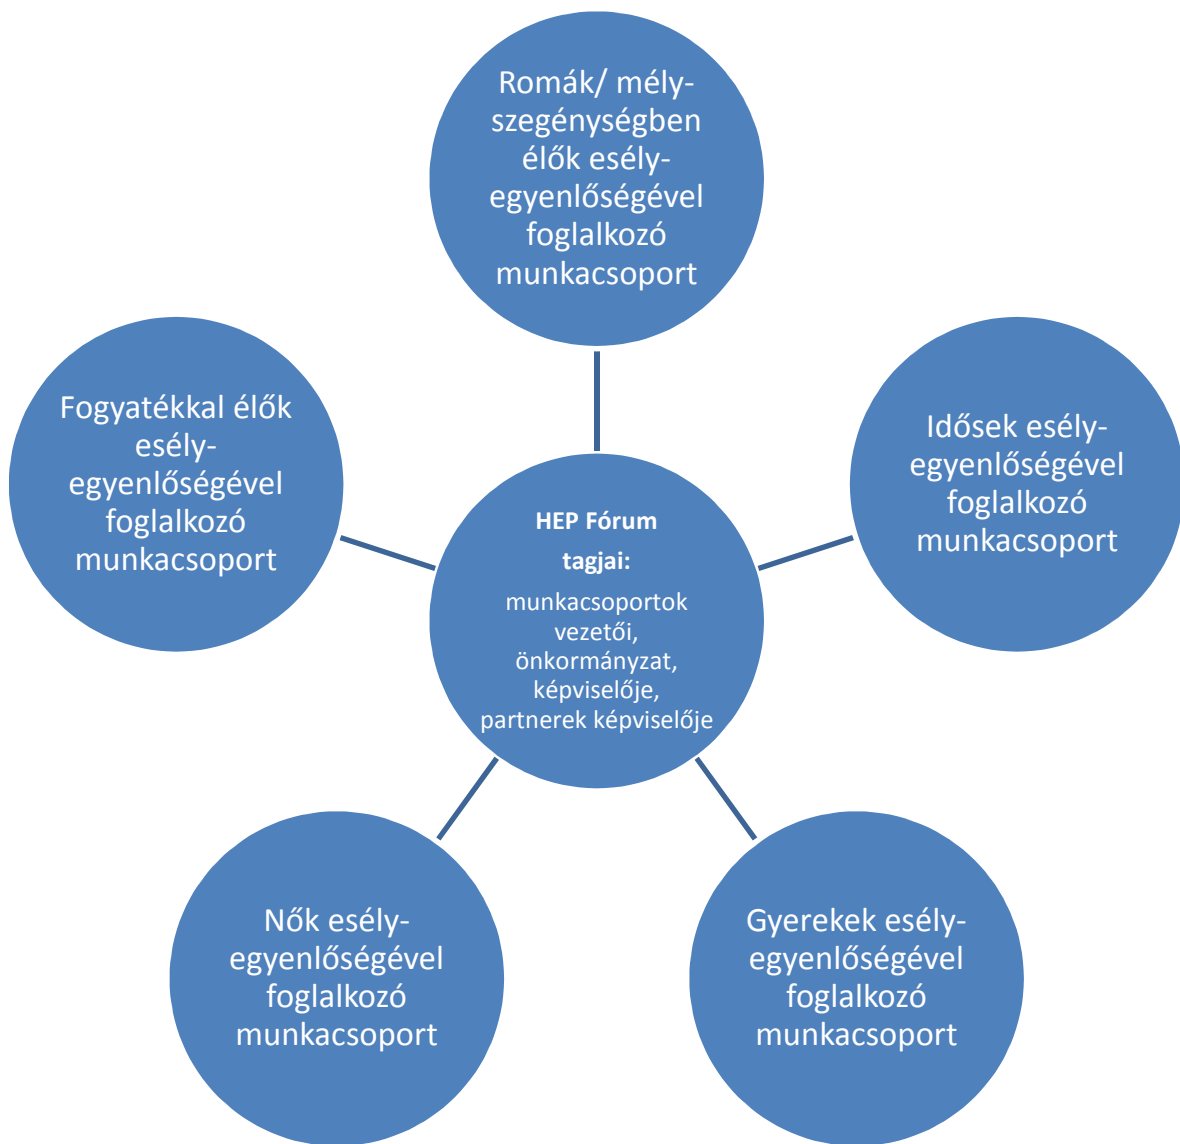 Romák/ mély-
szegénységben
élők esély-
egyenlőségével
foglalkozó
munkacsoport
Fogyatékkal élők
esély-
egyenlőségével
foglalkozó
munkacsoport
Idősek esély-
egyenlőségével
foglalkozó
munkacsoport
HEP Fórum
tagjai:
munkacsoportok
vezetői,
önkormányzat,
képviselője,
partnerek képviselője
Nők esély-
egyenlőségével
foglalkozó
munkacsoport
Gyerekek esély-
egyenlőségével
foglalkozó
munkacsoport